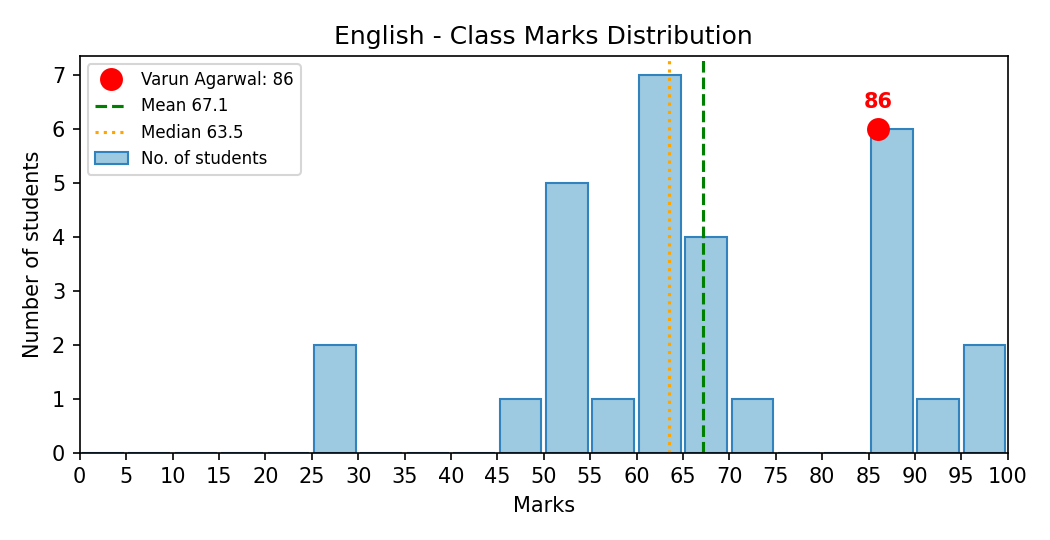 English - Class Marks Distribution
Varun Agarwal: 86
Mean 67.1
Median 63.5
No. of students
86
7
6
5
4
3
2
1
0
Number of students
0 5 10 15 20 25 30 35 40 45 50 55 60 65 70 75 80 85 90 95 100
Marks